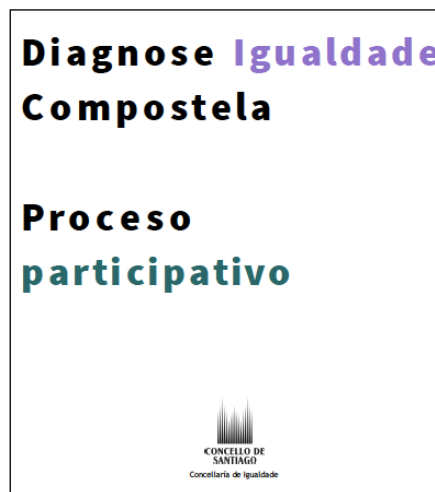 Diagnose Igualdade
Compostela
Proceso
participativo
CONCELLO DE
SANTIAGO
Concellaría de Igualdade